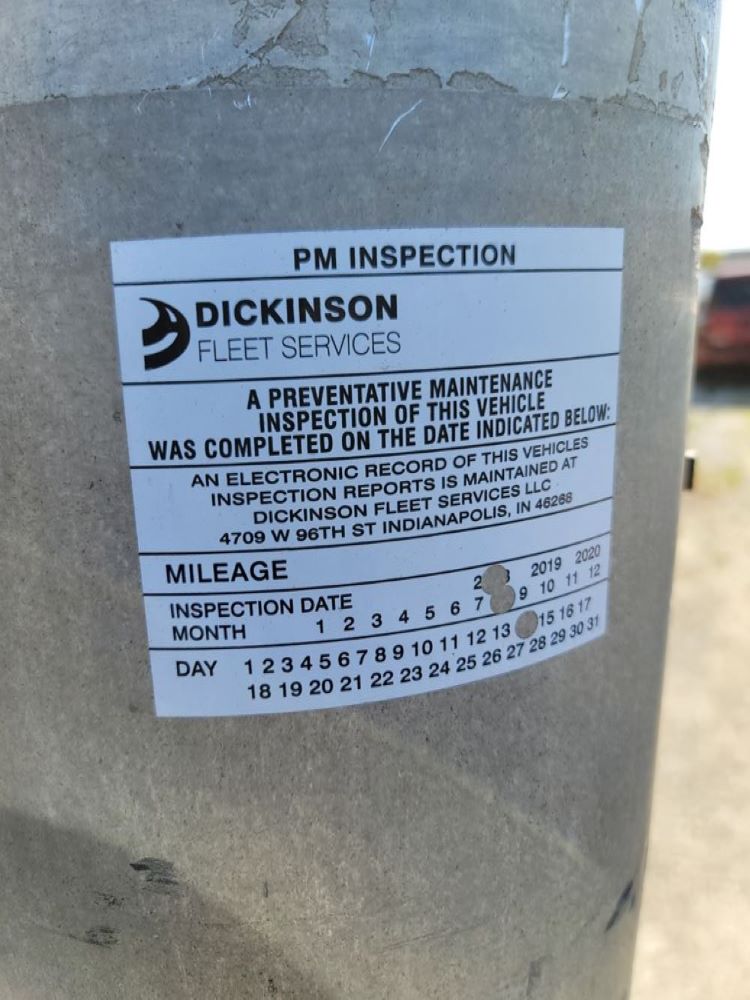 PM INSPECTION
DICKINSON
FLEET SERVICES
A PREVENTATIVE MAINTENANCE
INSPECTION OF THIS VEHICLE
WAS COMPLETED ON THE DATE INDICATED BELOW:
AN ELECTRONIC RECORD OF THIS VEHICLES
INSPECTION REPORTS IS MAINTAINED AT
DICKINSON FLEET SERVICES LLC
4709 W 96TH ST INDIANAPOLIS, IN 46268
MILEAGE
INSPECTION DATE 2019 2020
MONTH 1 2 3 4 5 6 7 9 10 11 12
DAY 1 2 3 4 5 6 7 8 9 10 11 12 13 15 16 17
18 19 20 21 22 23 24 25 26 27 28 29 30 31